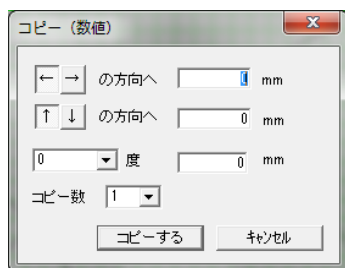 コピー（数値）
← → の方向へ 0 mm
↑ ↓ の方向へ 0 mm
0 度 0 mm
コピー数 1
コピーする キャンセル